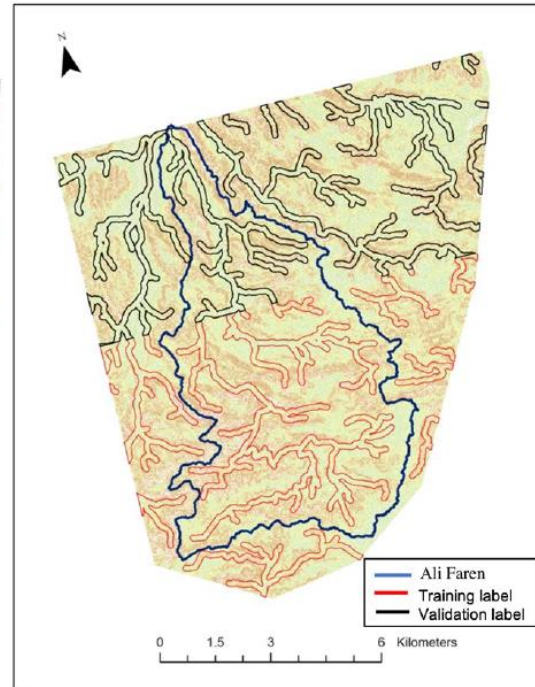 N
Ali Faren
Training label
Validation label
0 1.5 3 6 Kilometers